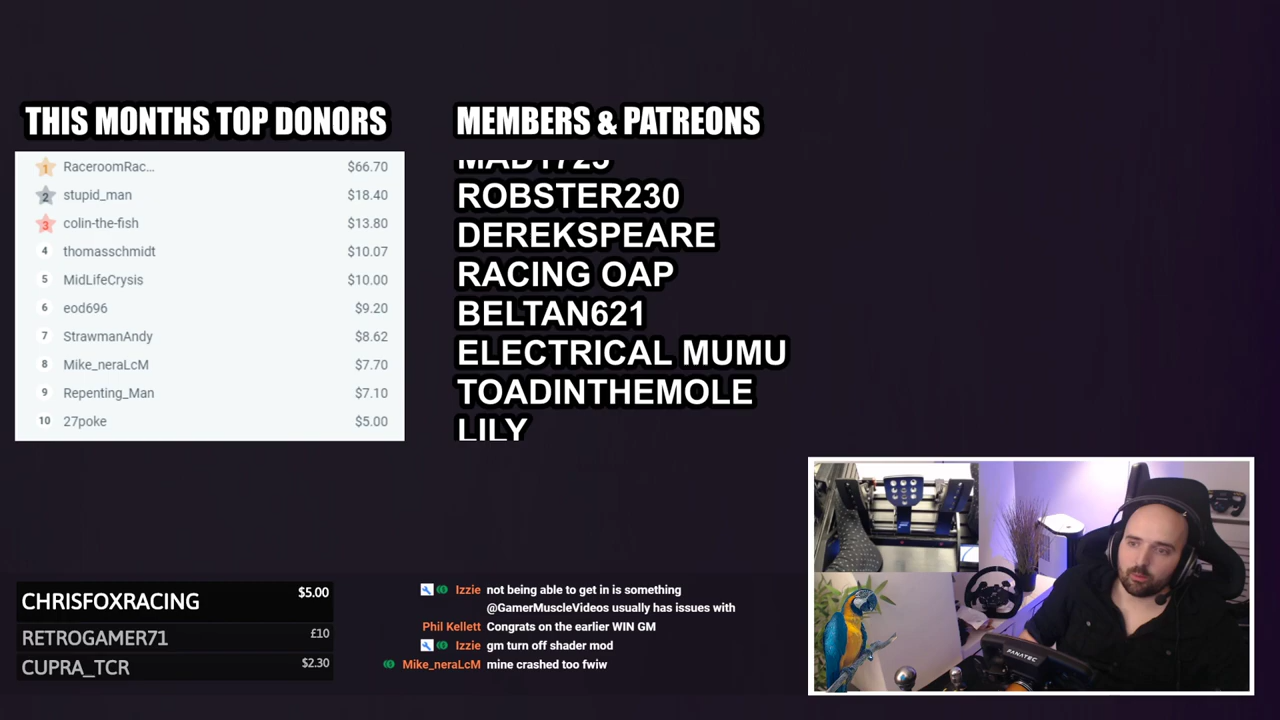 THIS MONTHS TOP DONORS
1 RaceroomRac... $66.70
2 stupid_man $18.40
3 colin-the-fish $13.80
4 thomasschmidt $10.07
5 MidLifeCrysis $10.00
6 eod696 $9.20
7 StrawmanAndy $8.62
8 Mike_neraLcM $7.70
9 Repenting_Man $7.10
10 27poke $5.00
MEMBERS & PATREONS
ROBSTER230
DEREKSPEARE
RACING OAP
BELTAN621
ELECTRICAL MUMU
TOADINTHEMOLE
LILY
CHRISFOXRACING $5.00
RETROGAMER71 £10
CUPRA_TCR $2.30
Izzie not being able to get in is something
@GamerMuscleVideos usually has issues with
Phil Kellett Congrats on the earlier WIN GM
Izzie gm turn off shader mod
Mike_neraLcM mine crashed too fwiw
FANATEC